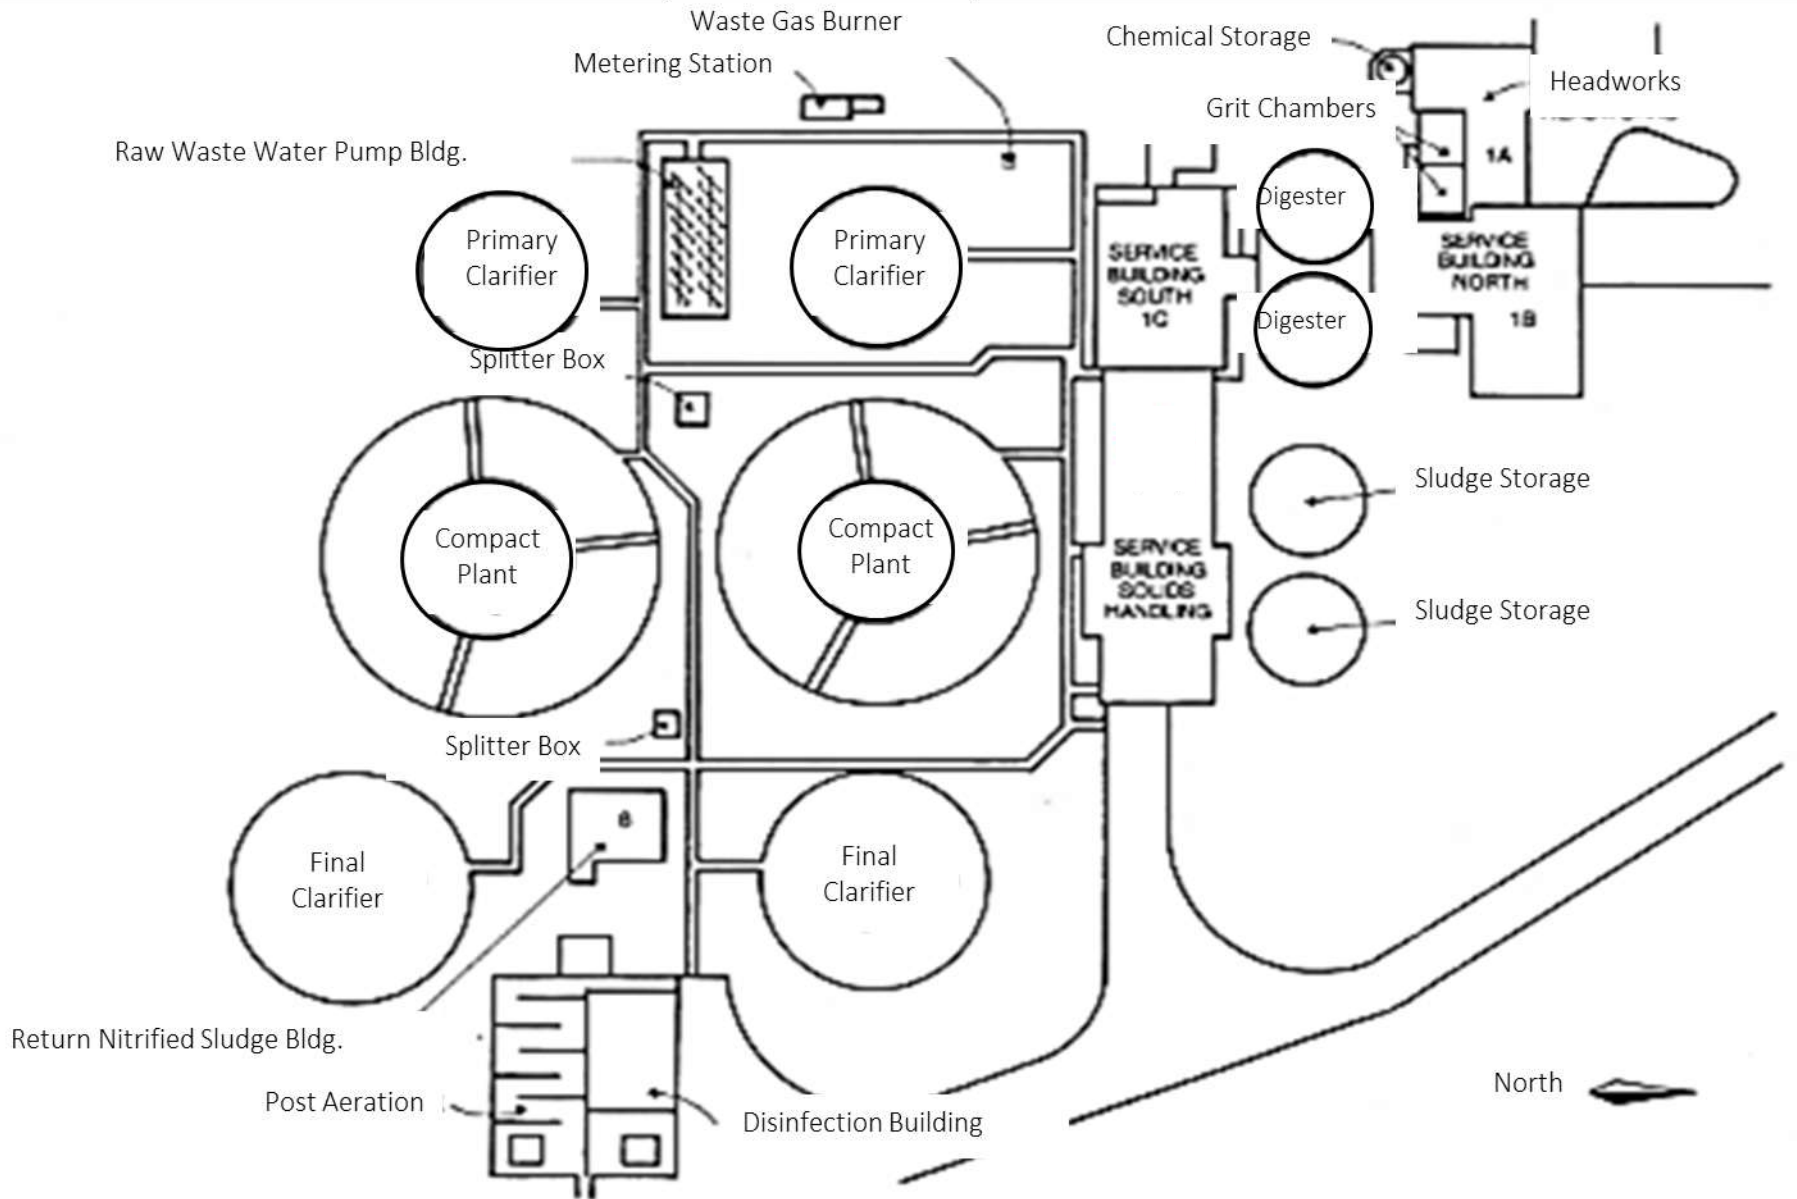 Waste Gas Burner
Metering Station
Chemical Storage
Headworks
Grit Chambers
Raw Waste Water Pump Bldg.
1A
Digester
Primary
Clarifier
Primary
Clarifier
SERVICE
BUILDING
SOUTH
1C
SERVICE
BUILDING
NORTH
1B
Digester
Splitter Box
Sludge Storage
Compact
Plant
Compact
Plant
SERVICE
BUILDING
SOLIDS
HANDLING
Sludge Storage
Splitter Box
8
Final
Clarifier
Final
Clarifier
Return Nitrified Sludge Bldg.
Post Aeration
Disinfection Building
North